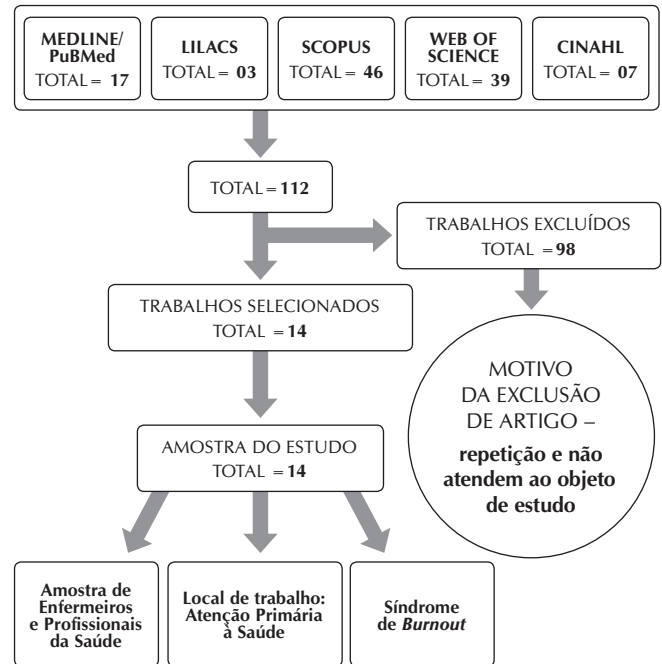 MEDLINE/
PuBMed
TOTAL = 17
LILACS
TOTAL = 03
SCOPUS
TOTAL = 46
WEB OF
SCIENCE
TOTAL = 39
CINAHL
TOTAL = 07
TOTAL = 112
TRABALHOS EXCLUÍDOS
TOTAL = 98
TRABALHOS SELECIONADOS
TOTAL = 14
MOTIVO
DA EXCLUSÃO
DE ARTIGO –
repetição e não
atendem ao objeto
de estudo
AMOSTRA DO ESTUDO
TOTAL = 14
Amostra de
Enfermeiros
e Profissionais
da Saúde
Local de trabalho:
Atenção Primária
à Saúde
Síndrome
de Burnout